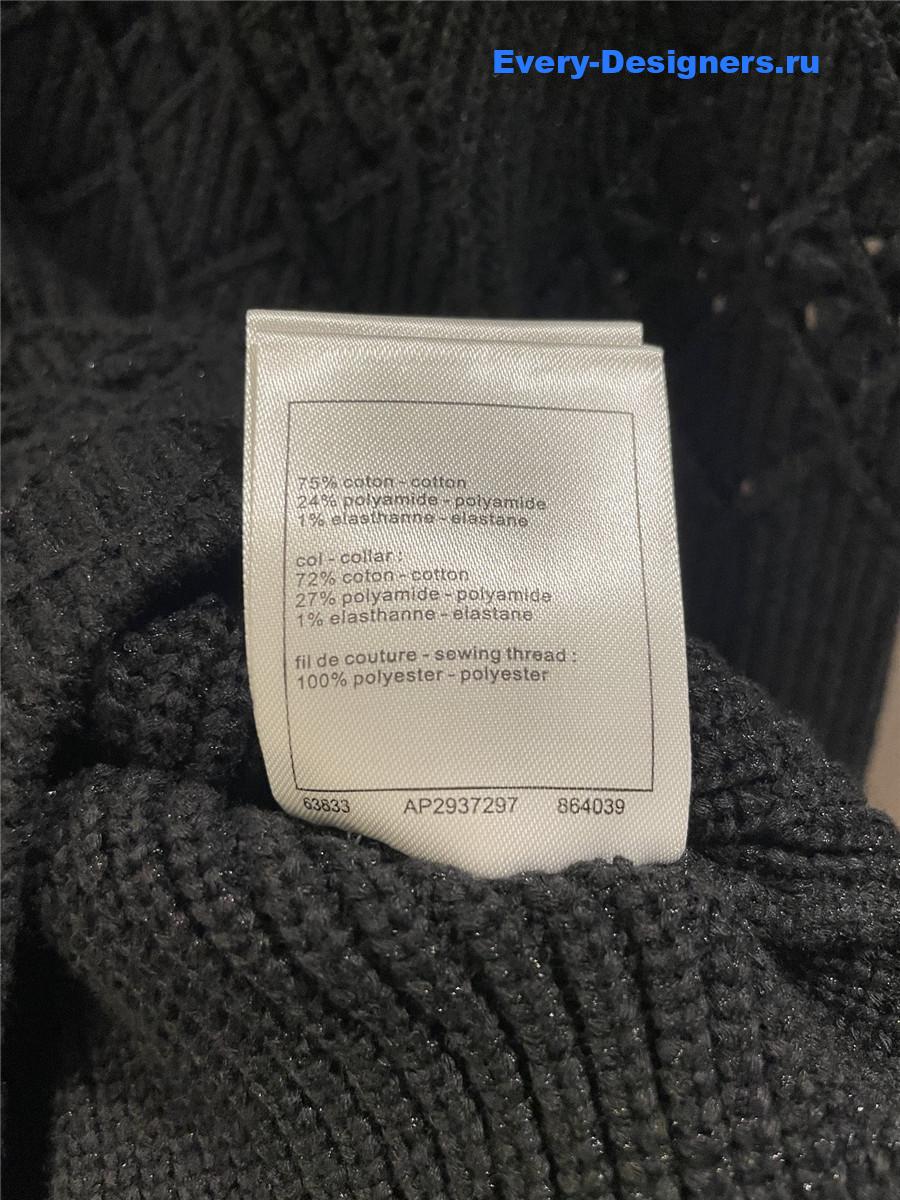 Every-Designers.ru
75% coton - cotton
24% polyamide - polyamide
1% elasthanne - elastane
col - collar :
72% coton - cotton
27% polyamide - polyamide
1% elasthanne - elastane
fil de couture - sewing thread :
100% polyester - polyester
63633 AP2937297 864039